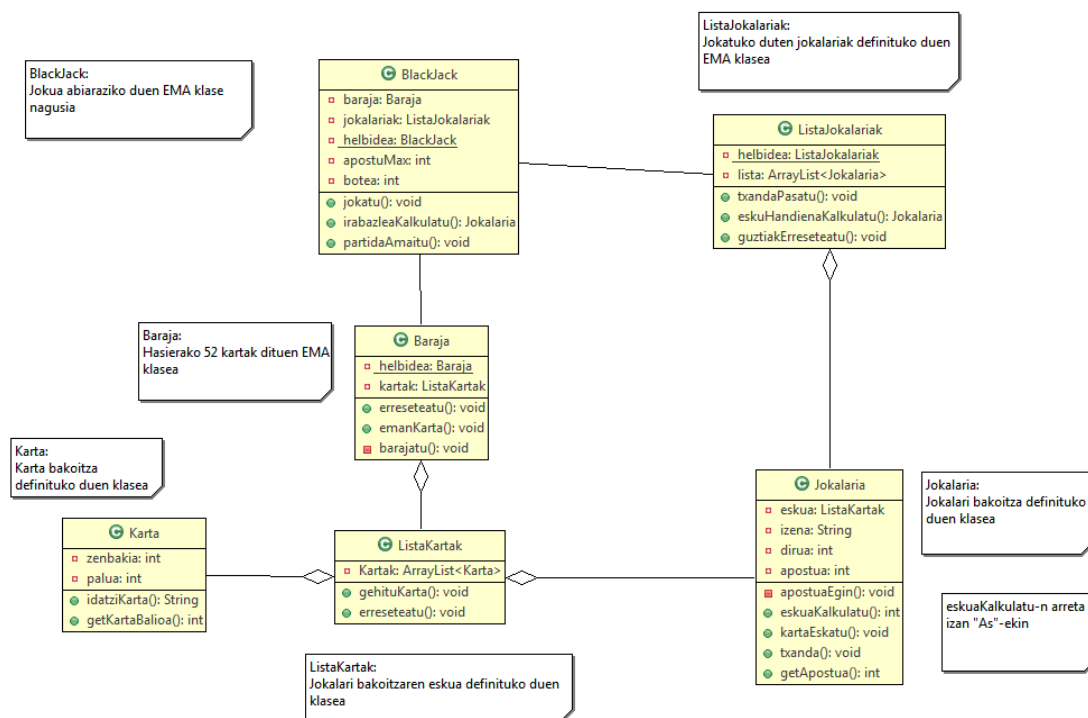 ListaJokalariak:
Jokatuko duten jokalariak definituko duen
EMA klasea
BlackJack:
Jokua abiaraziko duen EMA klase
nagusia
C BlackJack
baraja: Baraja
jokalariak: ListaJokalariak
helbidea: BlackJack
apostuMax: int
botea: int
jokatu(): void
irabazleaKalkulatu(): Jokalaria
partidaAmaitu(): void
C ListaJokalariak
helbidea: ListaJokalariak
lista: ArrayList<Jokalaria>
txandaPasatu(): void
eskuHandienaKalkulatu(): Jokalaria
guztiakErreseteatu(): void
Baraja:
Hasierako 52 kartak dituen EMA
klasea
C Baraja
helbidea: Baraja
kartak: ListaKartak
erreseteatu(): void
emanKarta(): void
barajatu(): void
Karta:
Karta bakoitza
definituko duen klasea
C Karta
zenbakia: int
palua: int
idatziKarta(): String
getKartaBalioa(): int
C ListaKartak
Kartak: ArrayList<Karta>
gehituKarta(): void
erreseteatu(): void
C Jokalaria
eskua: ListaKartak
izena: String
dirua: int
apostua: int
apostuaEgin(): void
eskuaKalkulatu(): int
kartaEskatu(): void
txanda(): void
getApostua(): int
Jokalaria:
Jokalari bakoitza definituko
duen klasea
eskuaKalkulatu-n arreta
izan "As"-ekin
ListaKartak:
Jokalari bakoitzaren eskua definituko duen
klasea